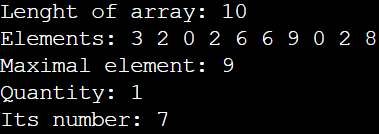 Lenght of array: 10
Elements: 3 2 0 2 6 6 9 0 2 8
Maximal element: 9
Quantity: 1
Its number: 7